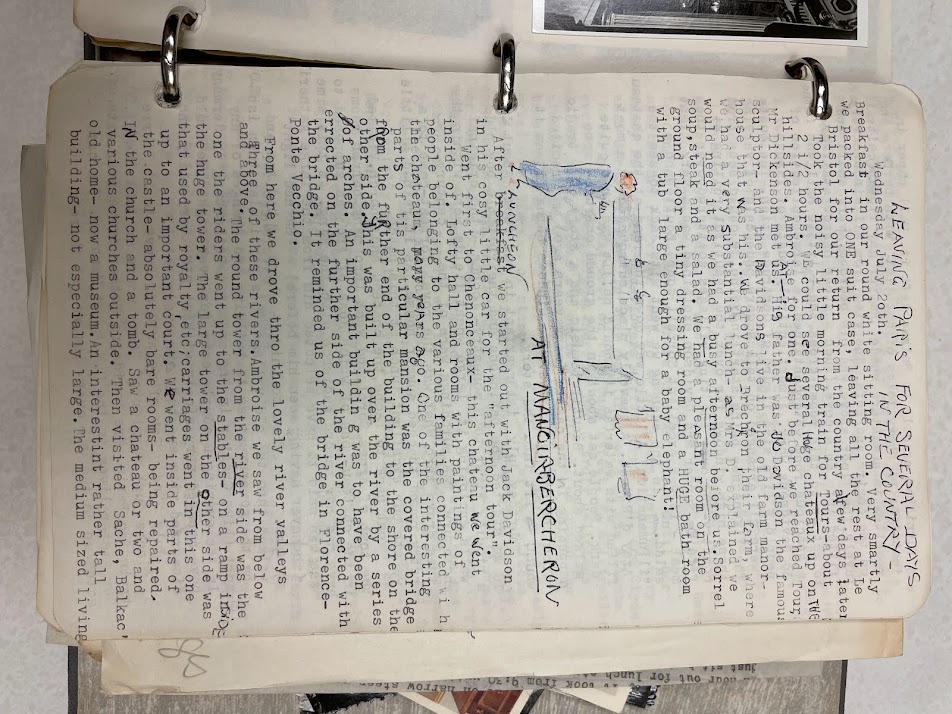 LEAVING PARIS FOR SEVERAL DAYS
IN THE COUNTRY-
Wednesday July 20th.
Breakfast in our round white sitting room. Very smartly
we packed into ONE suit case, leaving all the rest at Le
Bristol for our return from the country afew days later
Took the noisy little morning train for Tours-about
2 1/2 hours. We could see several Huge chateaux up on THE
hillsides. Ambroise for one. Just before we reached Tour
Mr Dickenson met us. His father was Jo Davidson the famous
sculptor- and the Davidsons live in the old farm manor-
house that was his..We drove to Brechron their farm, where
we had a very substantial lunch- as Mrs D. explained we
would need it as we had a busy afternoon before us.Sorrel
soup,steak and a salad. We had a pleasant room on the
ground floor a tiny dressing room and a HUGE bath room
with a tub large enough for a baby elephant!
AT MANOIR BERCHERON
LUNCHEON
After breakfast we started out with Jack Davidson
in his cosy little car for the "afternoon tour".
Went first to Chenonceaux- this chateau we went
inside of. Lofty hall and rooms with paintings of
people belonging to the various families connected wi h
the chateau, many years ago. One of the interesting
parts of tis particular mansion was the covered bridge
from the further end of the building to the shore on the
other side. This was built up over the river by a series
of arches. An important buildin g was to have been
errected on the further side of the river connected with
the bridge. It reminded us of the bridge in Florence-
Ponte Vecchio.
From here we drove thro the lovely river valleys
Three of these rivers.Ambroise we saw from below
and above. The round tower from the river side was the
one the riders went up to the stables- on a ramp inside
the huge tower. The large tower on the other side was
that used by royalty,etc;carriages went in this one
up to an important court. We went inside parts of
the castle- absolutely bare rooms- being repaired.
IN the church and a tomb. Saw a chateau or two and
various churches outside. Then visited Sache, Balkac'
old home- now a museum.An interestint rather tall
building- not especially large.The medium sized living